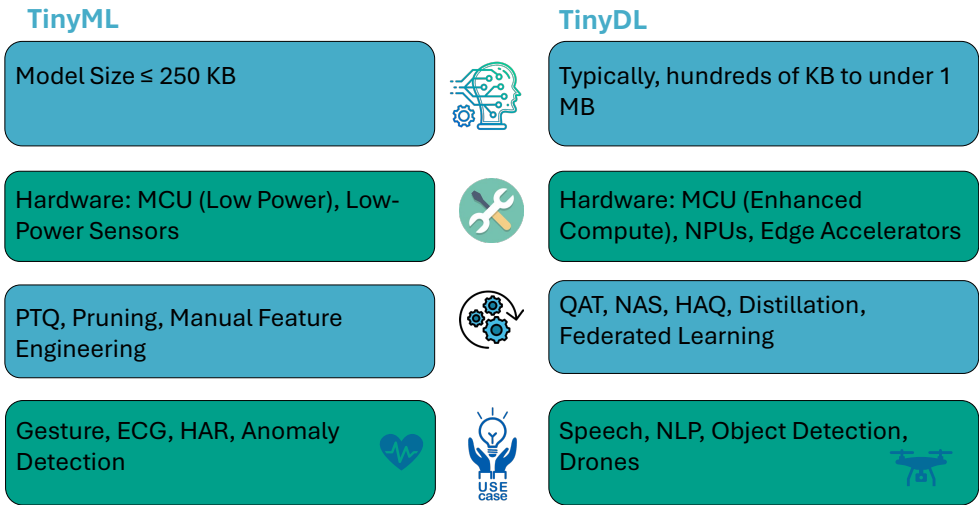 TinyML
TinyDL
Model Size ≤ 250 KB
Typically, hundreds of KB to under 1
MB
Hardware: MCU (Low Power), Low-
Power Sensors
Hardware: MCU (Enhanced
Compute), NPUs, Edge Accelerators
PTQ, Pruning, Manual Feature
Engineering
QAT, NAS, HAQ, Distillation,
Federated Learning
Gesture, ECG, HAR, Anomaly
Detection
USE
case
Speech, NLP, Object Detection,
Drones